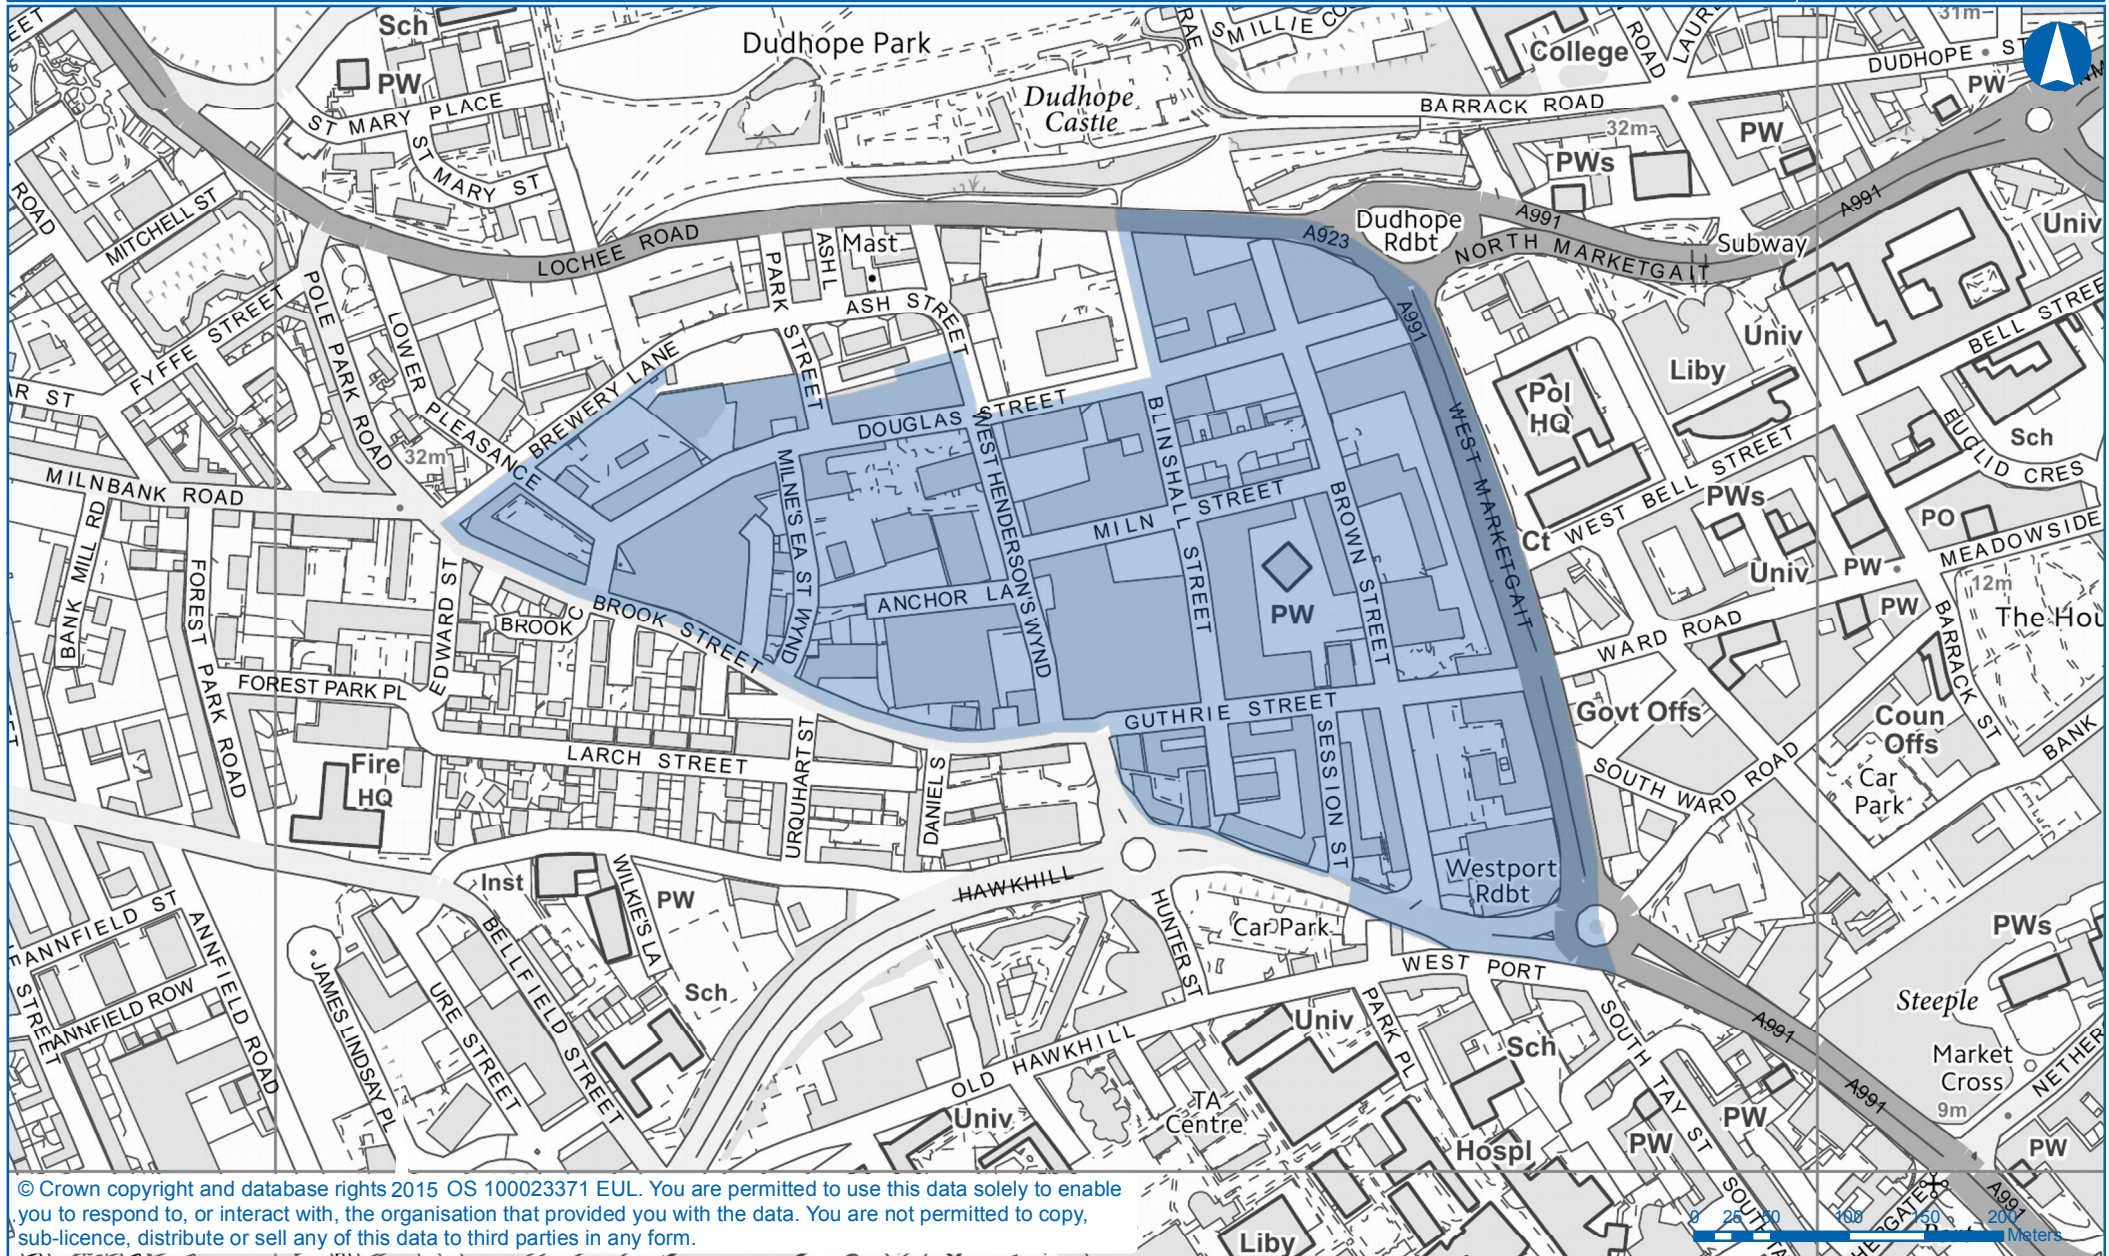 Sch
PW
ST MARY PLACE
ST MARY ST
Dudhope Park
Dudhope
Castle
SMILLIE
College
ROAD
31m
DUDHOPE ST
PW
BARRACK ROAD
32m
PWs
PW
ROAD
MITCHELL ST
LOCHEE ROAD
PARK STREET
Mast
ASH STREET
A923
Dudhope
Rdbt
A991
NORTH MARKETGAIT
Subway
A991
Univ
A991
FYFFE STREET
POLE PARK ROAD
LOWER PLEASANCE
BREWERY LANE
32m
DOUGLAS STREET
Univ
Liby
Pol
HQ
BELL STREET
EUCLID CRES
Sch
MILNBANK ROAD
BANK MILL RD
FOREST PARK ROAD
EDWARD ST
MILNE'S EAST WYND
WEST HENDERSON'S WYND
BLINSHALL STREET
MILN STREET
BROWN STREET
WEST MARKETGAIT
Ct
WEST BELL STREET
PWs
Univ
PW
PO
MEADOWSIDE
12m
PW
BARRACK ST
PW
ANCHOR LANE
BROOK
BROOK STREET
WARD ROAD
FOREST PARK PL
LARCH STREET
URQUHART ST
DANIELS
GUTHRIE STREET
SESSION ST
Govt Offs
Coun
Offs
BANK
SOUTH WARD ROAD
Car
Park
Fire
HQ
Westport
Rdbt
Inst
WILKIE'S LA
PW
HAWKHILL
HUNTER ST
Car Park
WEST PORT
PWs
ANNFIELD ST
ANNFIELD ROAD
ANNFIELD ROW
STREET
JAMES LINDSAY PL
URE STREET
BELLFIELD STREET
Sch
OLD HAWKHILL
Univ
Univ
PARK PL
Sch
SOUTH TAY ST
A991
Steeple
Market
Cross
9m
A991
TA
Centre
Hospl
PW
PW
PW
Liby
A991
© Crown copyright and database rights 2015 OS 100023371 EUL. You are permitted to use this data solely to enable
you to respond to, or interact with, the organisation that provided you with the data. You are not permitted to copy,
sub-licence, distribute or sell any of this data to third parties in any form.
0 25 50 100 150 200
Meters